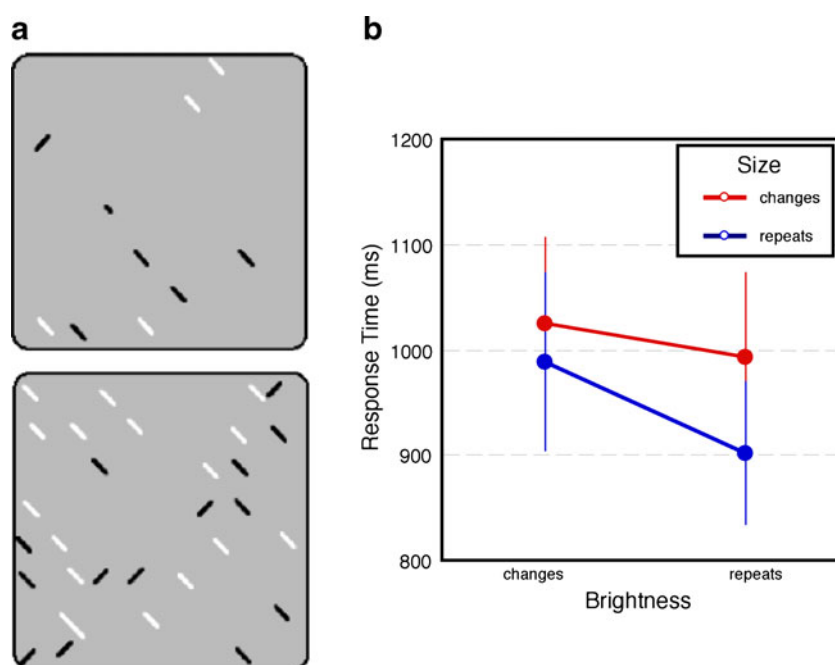 a
b
1200
1100
1000
900
800
Response Time (ms)
Size
changes
repeats
changes
repeats
Brightness